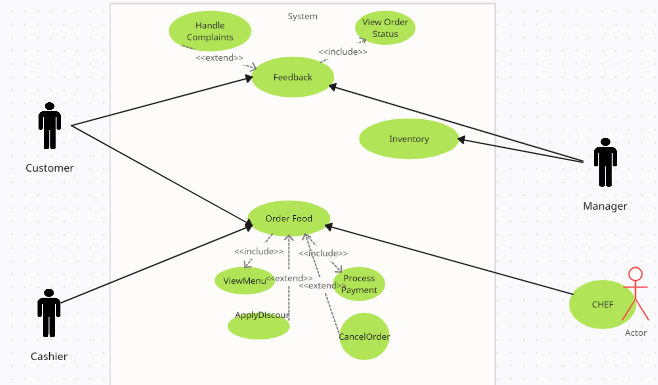 System
Handle
Complaints
View Order
Status
<<include>>
<<extend>>
Feedback
Inventory
Customer
Manager
Order Food
<<include>>
<<include>>
ViewMenu
<<extend>>
Process
Payment
<<extend>>
ApplyDiscour
CancelOrder
CHEF
Actor
Cashier